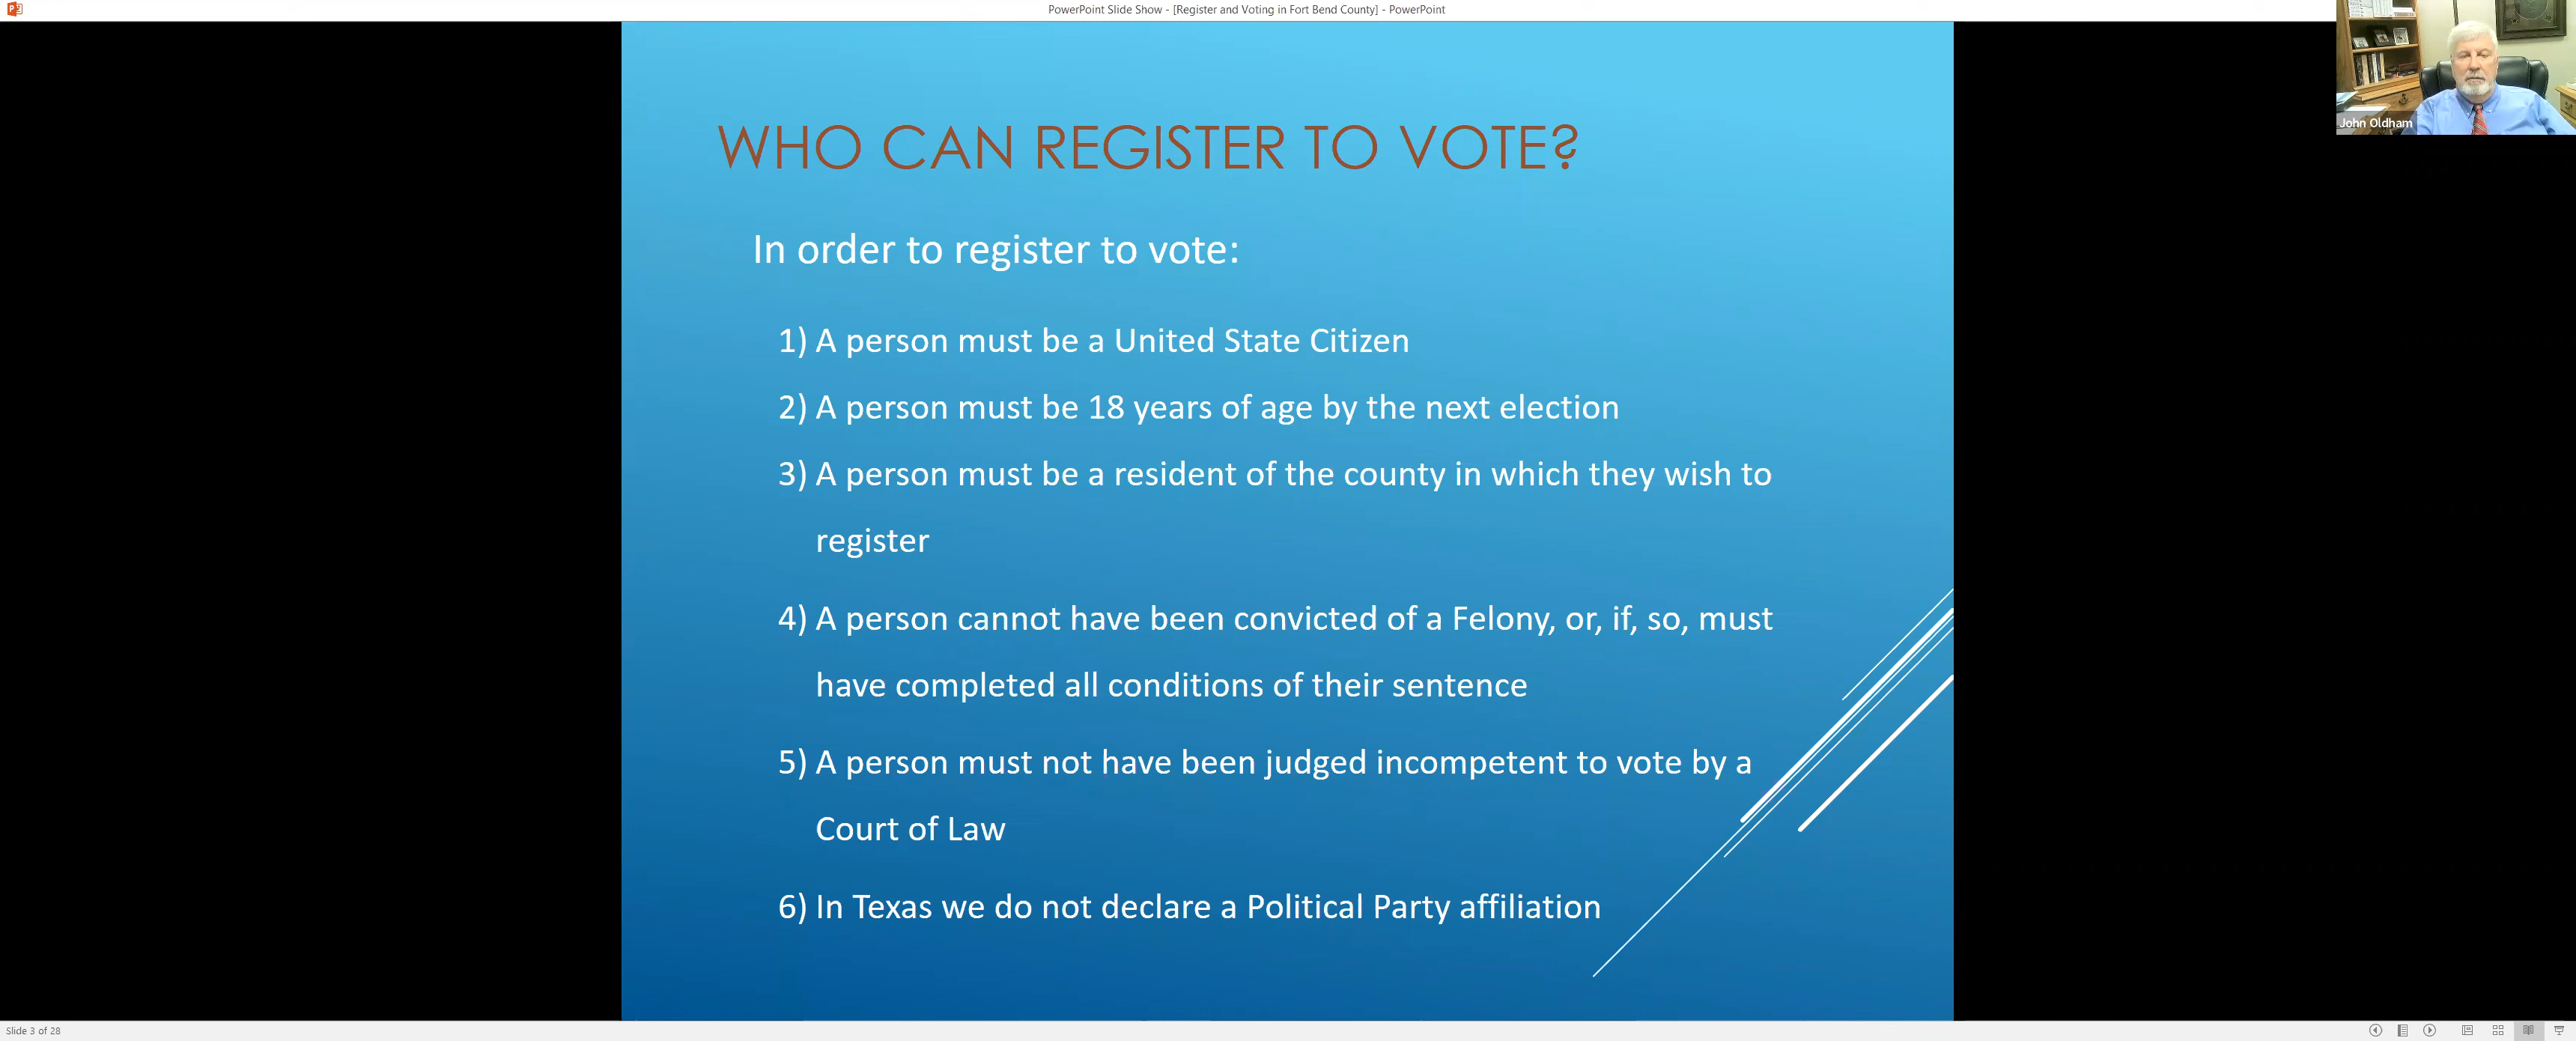 PowerPoint Slide Show - [Register and Voting in Fort Bend County] - PowerPoint
John Oldham
WHO CAN REGISTER TO VOTE?
In order to register to vote:
1) A person must be a United State Citizen
2) A person must be 18 years of age by the next election
3) A person must be a resident of the county in which they wish to
register
4) A person cannot have been convicted of a Felony, or, if, so, must
have completed all conditions of their sentence
5) A person must not have been judged incompetent to vote by a
Court of Law
6) In Texas we do not declare a Political Party affiliation
Slide 3 of 28